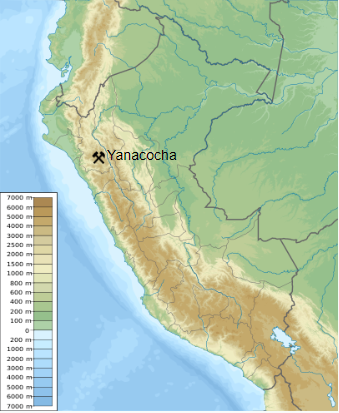 Yanacocha
7000 m
6000 m
5000 m
4000 m
3000 m
2500 m
2000 m
1500 m
1000 m
800 m
600 m
400 m
200 m
100 m
0
200 m
1000 m
2000 m
3000 m
4000 m
5000 m
6000 m
7000 m